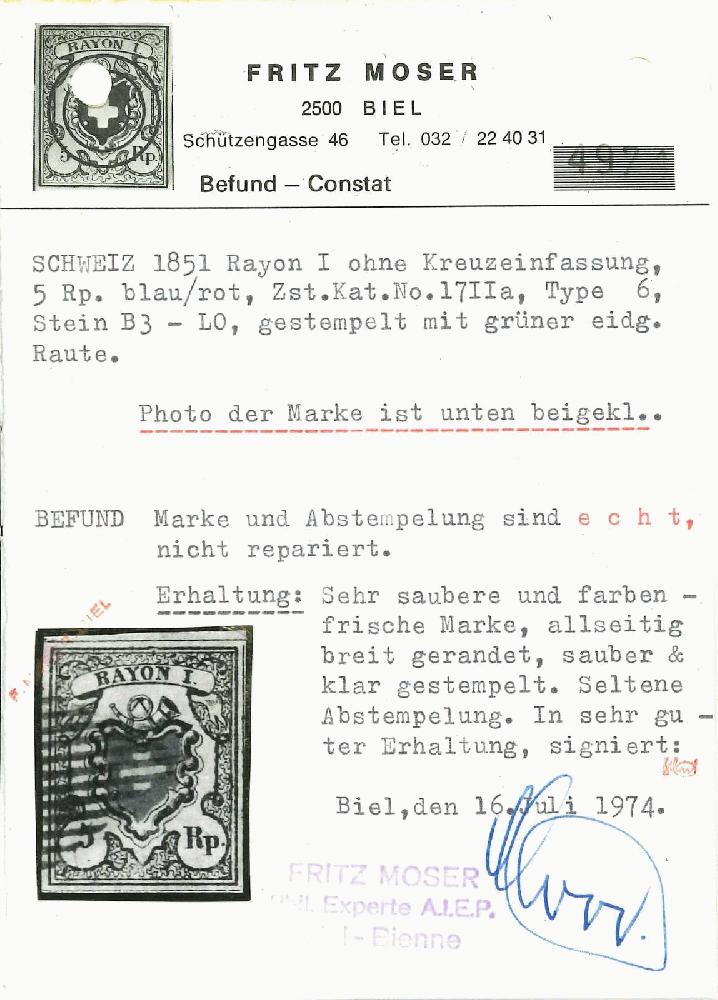 RAYON I.
5 Rp.
FRITZ MOSER
2500 BIEL
Schützengasse 46 Tel. 032 / 22 40 31
Befund – Constat
SCHWEIZ 1851 Rayon I ohne Kreuzeinfassung,
5 Rp. blau/rot, Zst.Kat.No.17IIa, Type 6,
Stein B3 - LO, gestempelt mit grüner eidg.
Raute.
Photo der Marke ist unten beigekl..
BEFUND Marke und Abstempelung sind e c h t,
nicht repariert.
Erhaltung: Sehr saubere und farben -
frische Marke, allseitig
breit gerandet, sauber &
klar gestempelt. Seltene
Abstempelung. In sehr gu -
ter Erhaltung, signiert:
RAYON I.
5 Rp.
Biel,den 16.Juli 1974.
FRITZ MOSER
Experte A.I.E.P.
- Bienne